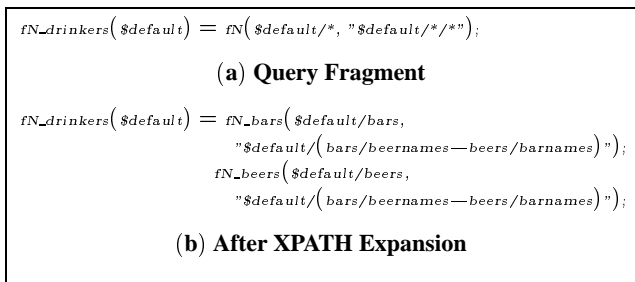 fN_drinkers($default) = fN($default/*, "$default/*/*");
(a) Query Fragment
fN_drinkers($default) = fN_bars($default/bars,
"$default/(bars/beernames—beers/barnames)");
fN_beers($default/beers,
"$default/(bars/beernames—beers/barnames)");
(b) After XPATH Expansion